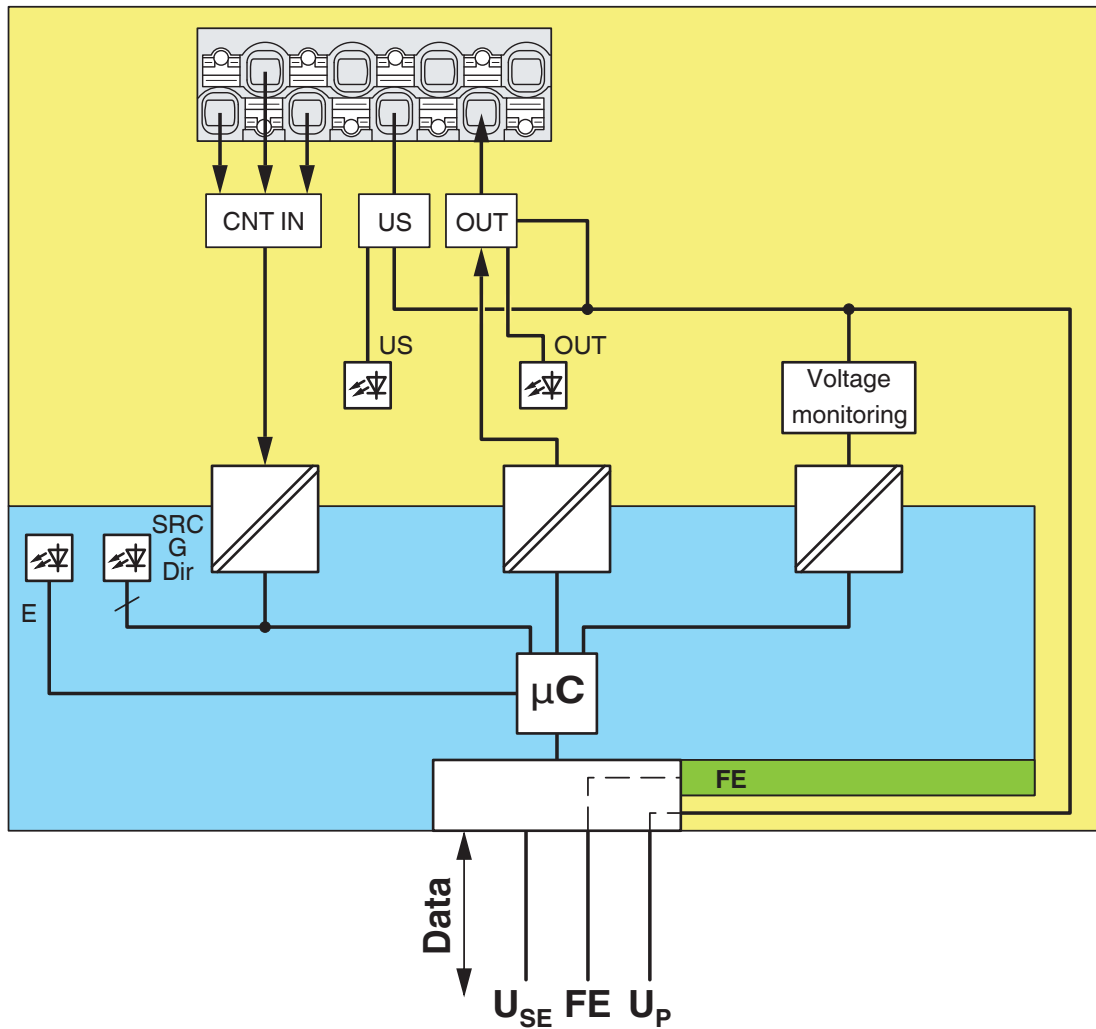 CNT IN
US
OUT
US
OUT
Voltage
monitoring
SRC
G
Dir
E
µC
FE
Data
USE
FE
UP